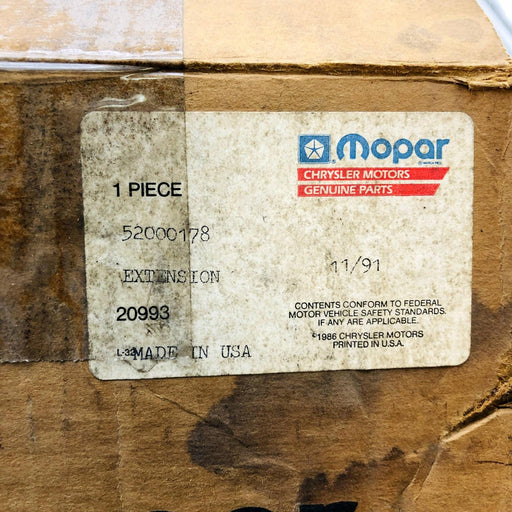 Mopar
CHRYSLER MOTORS
GENUINE PARTS
1 PIECE
52000178
EXTENSION
11/91
20993
CONTENTS CONFORM TO FEDERAL
MOTOR VEHICLE SAFETY STANDARDS.
IF ANY ARE APPLICABLE.
©1986 CHRYSLER MOTORS
PRINTED IN U.S.A.
MADE IN USA